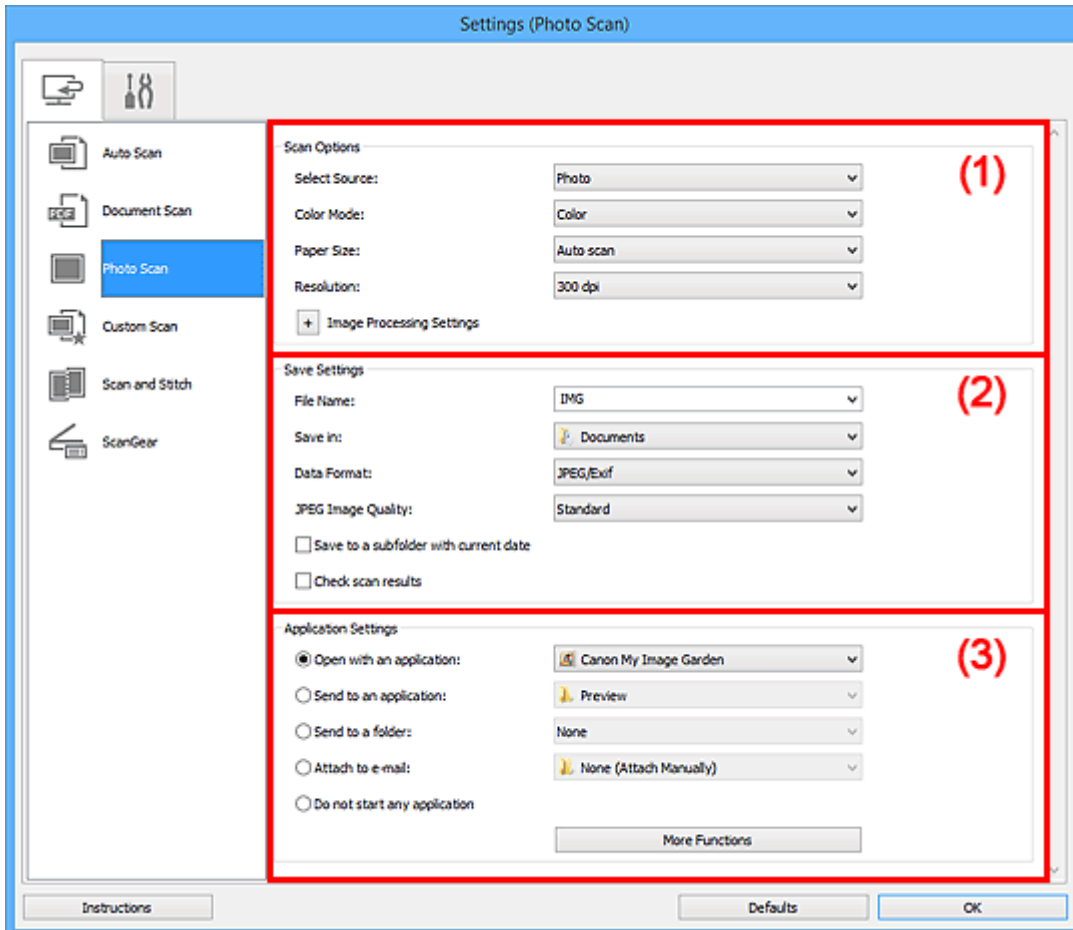 Settings (Photo Scan)
Auto Scan
Document Scan
Photo Scan
Custom Scan
Scan and Stitch
ScanGear
(1)
Scan Options
Select Source: Photo
Color Mode: Color
Paper Size: Auto scan
Resolution: 300 dpi
+ Image Processing Settings
(2)
Save Settings
File Name: IMG
Save in: Documents
Data Format: JPEG/Exif
JPEG Image Quality: Standard
Save to a subfolder with current date
Check scan results
(3)
Application Settings
Open with an application: Canon My Image Garden
Send to an application: Preview
Send to a folder: None
Attach to e-mail: None (Attach Manually)
Do not start any application
More Functions
Instructions Defaults OK